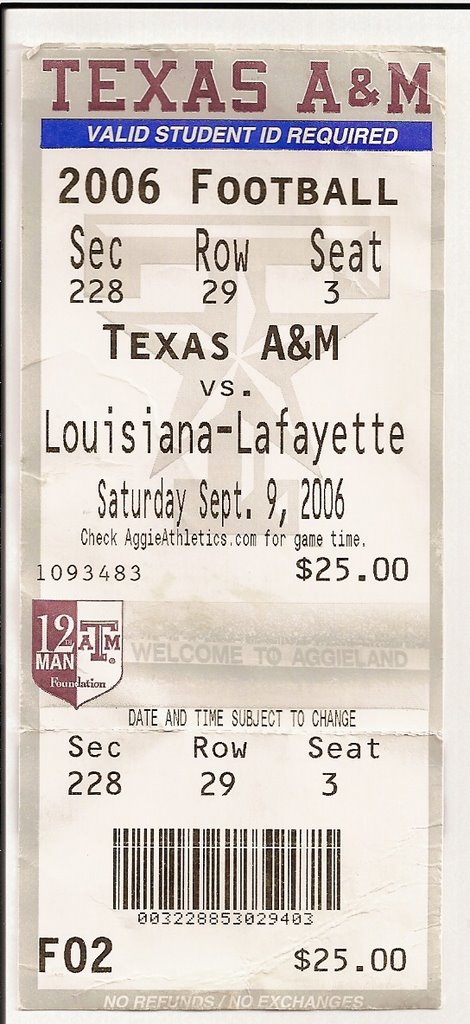 TEXAS A&M
VALID STUDENT ID REQUIRED
2006 FOOTBALL
Sec Row Seat
228 29 3
TEXAS A&M
vs.
Louisiana-Lafayette
Saturday Sept. 9, 2006
Check AggieAthletics.com for game time.
1093483 $25.00
12th MAN ATM®
Foundation
WELCOME TO AGGIELAND
DATE AND TIME SUBJECT TO CHANGE
Sec Row Seat
228 29 3
003228853029403
F02 $25.00
NO REFUNDS / NO EXCHANGES